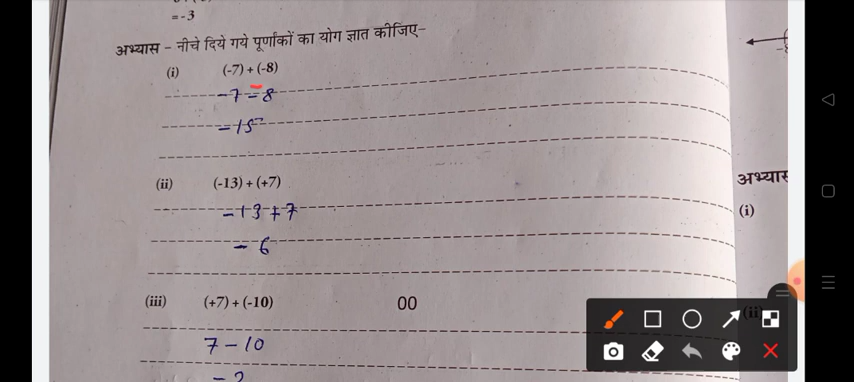 =-3
अभ्यास - नीचे दिये गये पूर्णांकों का योग ज्ञात कीजिए-
(i) (-7) + (-8)
-7-8
-15
(ii) (-13) + (+7)
-13+7
-6
(iii) (+7) + (-10)
00
7-10
अभ्यास
(i)
(ii)